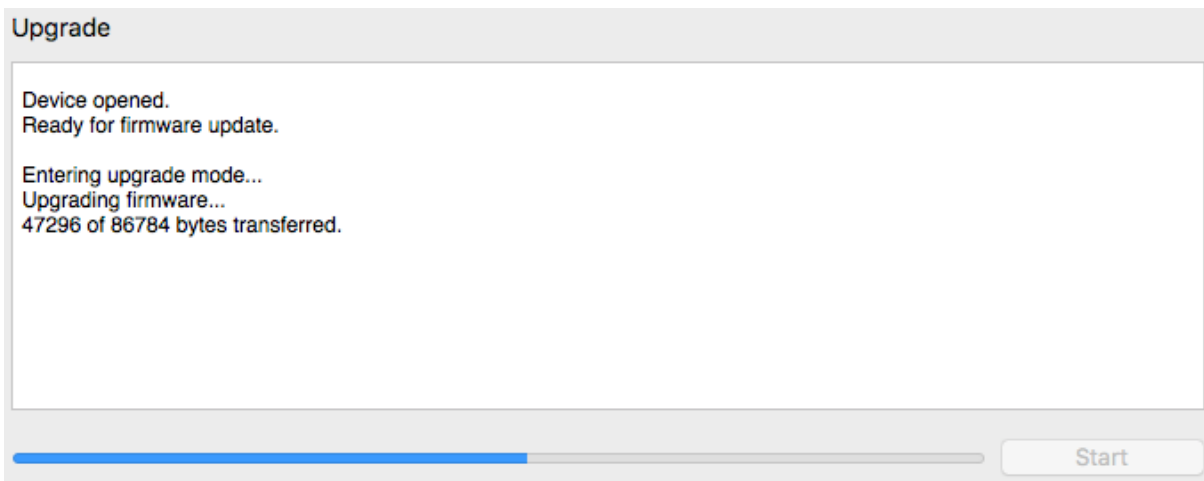 Upgrade
Device opened.
Ready for firmware update.
Entering upgrade mode...
Upgrading firmware...
47296 of 86784 bytes transferred.
Start